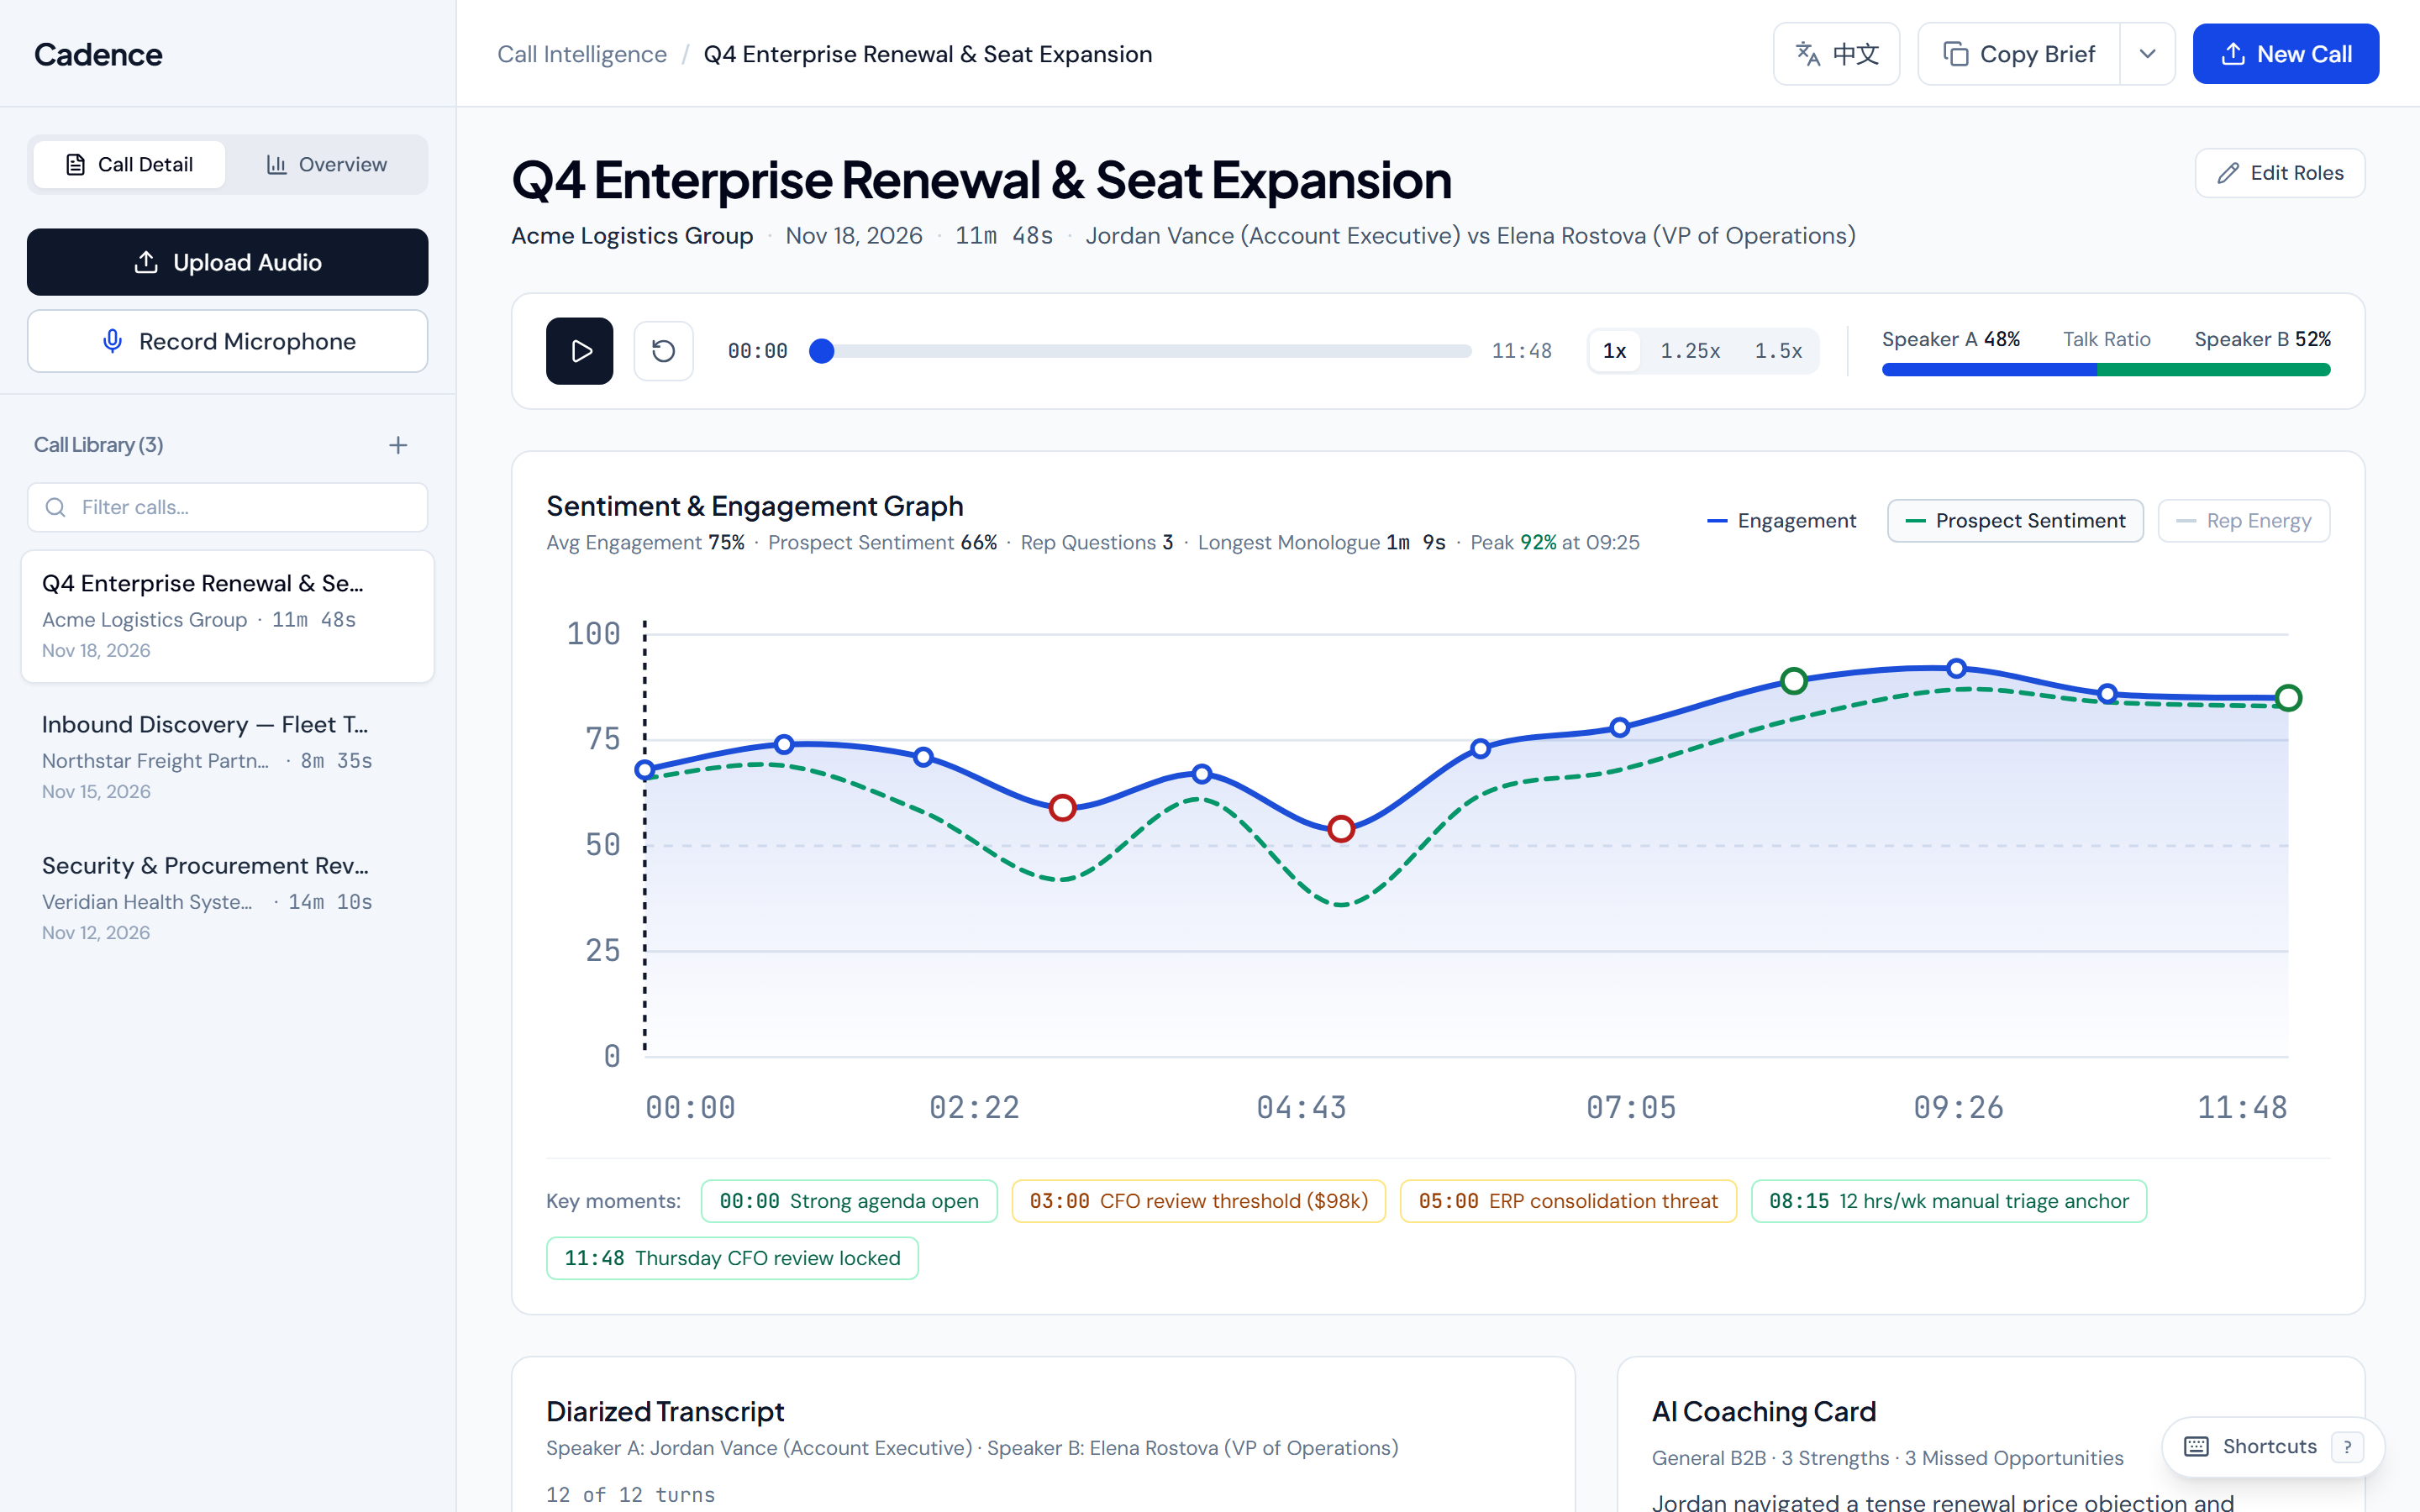 Cadence
Call Detail
Overview
Upload Audio
Record Microphone
Call Library (3)
Filter calls...
Q4 Enterprise Renewal & Se...
Acme Logistics Group · 11m 48s
Nov 18, 2026
Inbound Discovery — Fleet T...
Northstar Freight Partn... · 8m 35s
Nov 15, 2026
Security & Procurement Rev...
Veridian Health Syste... · 14m 10s
Nov 12, 2026
Call Intelligence / Q4 Enterprise Renewal & Seat Expansion
中文
Copy Brief
New Call
Q4 Enterprise Renewal & Seat Expansion
Edit Roles
Acme Logistics Group · Nov 18, 2026 · 11m 48s · Jordan Vance (Account Executive) vs Elena Rostova (VP of Operations)
00:00
11:48
1x 1.25x 1.5x
Speaker A 48% Talk Ratio Speaker B 52%
Sentiment & Engagement Graph
Avg Engagement 75% · Prospect Sentiment 66% · Rep Questions 3 · Longest Monologue 1m 9s · Peak 92% at 09:25
Engagement
Prospect Sentiment
Rep Energy
100
75
50
25
0
00:00 02:22 04:43 07:05 09:26 11:48
Key moments:
00:00 Strong agenda open
03:00 CFO review threshold ($98k)
05:00 ERP consolidation threat
08:15 12 hrs/wk manual triage anchor
11:48 Thursday CFO review locked
Diarized Transcript
Speaker A: Jordan Vance (Account Executive) · Speaker B: Elena Rostova (VP of Operations)
12 of 12 turns
AI Coaching Card
General B2B · 3 Strengths · 3 Missed Opportunities
Jordan navigated a tense renewal price objection and
Shortcuts ?